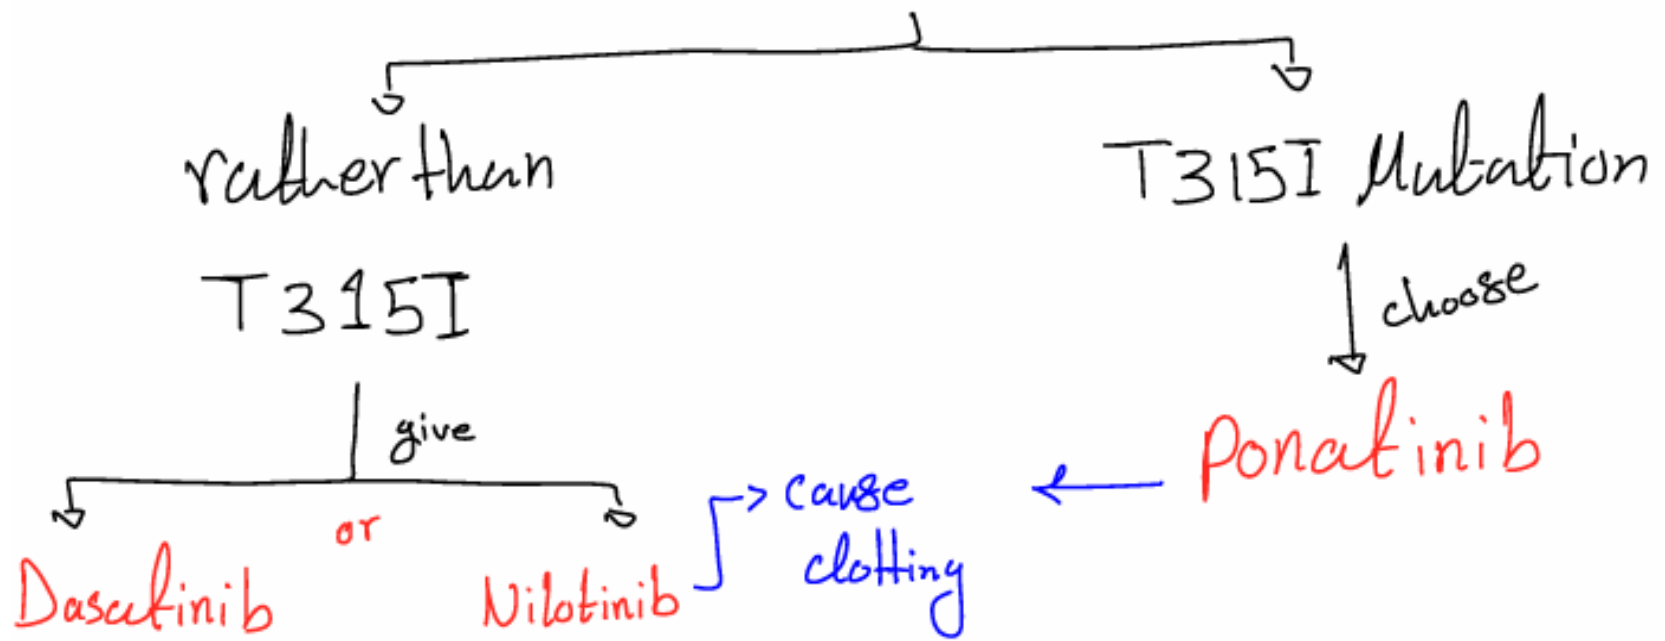 rather than
T315I
give
Dasatinib
or
Nilotinib
cause
clotting
T315I Mutation
choose
Ponatinib